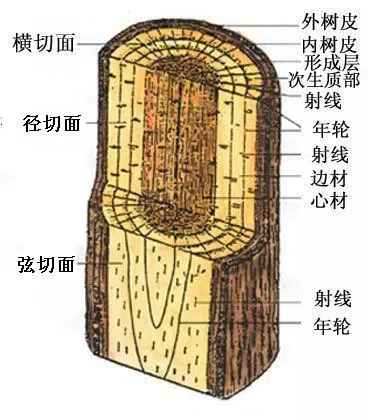 外树皮
横切面
内树皮
形成层
次生质部
射线
径切面
年轮
射线
边材
心材
弦切面
射线
年轮